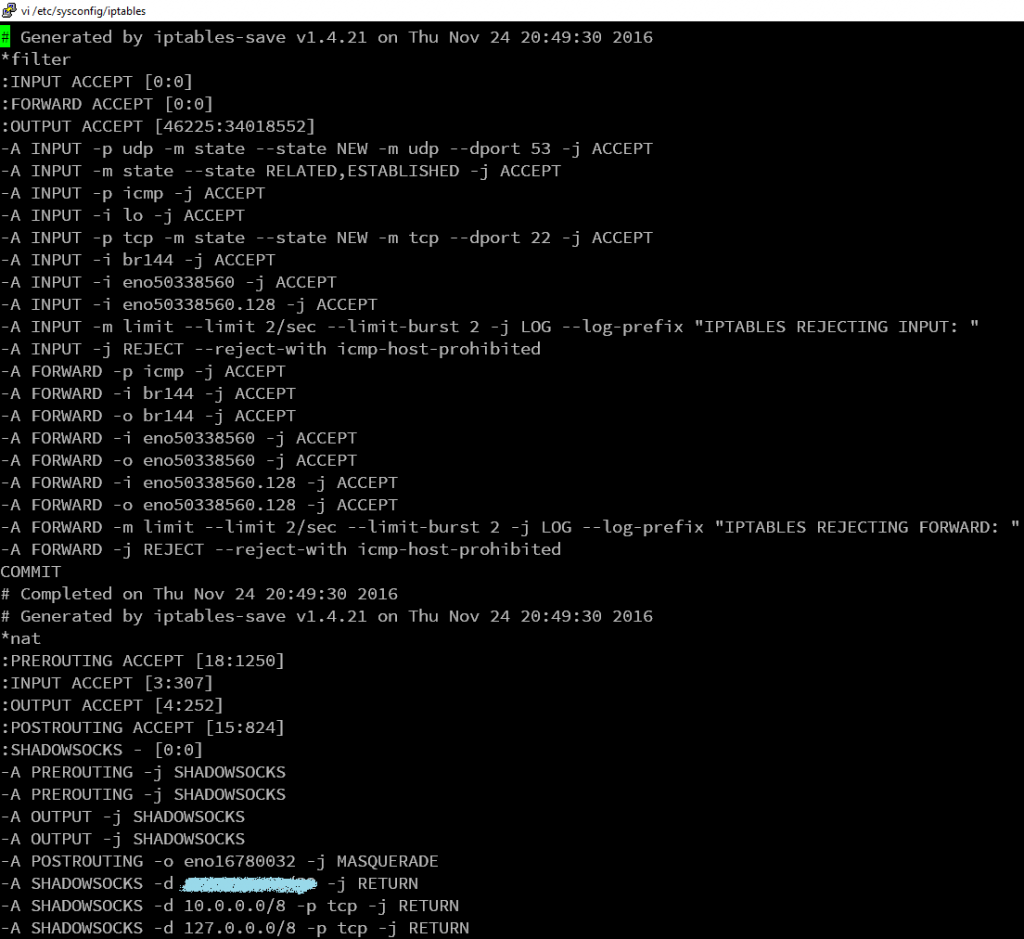 vi /etc/sysconfig/iptables
# Generated by iptables-save v1.4.21 on Thu Nov 24 20:49:30 2016
*filter
:INPUT ACCEPT [0:0]
:FORWARD ACCEPT [0:0]
:OUTPUT ACCEPT [46225:34018552]
-A INPUT -p udp -m state --state NEW -m udp --dport 53 -j ACCEPT
-A INPUT -m state --state RELATED,ESTABLISHED -j ACCEPT
-A INPUT -p icmp -j ACCEPT
-A INPUT -i lo -j ACCEPT
-A INPUT -p tcp -m state --state NEW -m tcp --dport 22 -j ACCEPT
-A INPUT -i br144 -j ACCEPT
-A INPUT -i eno50338560 -j ACCEPT
-A INPUT -i eno50338560.128 -j ACCEPT
-A INPUT -m limit --limit 2/sec --limit-burst 2 -j LOG --log-prefix "IPTABLES REJECTING INPUT: "
-A INPUT -j REJECT --reject-with icmp-host-prohibited
-A FORWARD -p icmp -j ACCEPT
-A FORWARD -i br144 -j ACCEPT
-A FORWARD -o br144 -j ACCEPT
-A FORWARD -i eno50338560 -j ACCEPT
-A FORWARD -o eno50338560 -j ACCEPT
-A FORWARD -i eno50338560.128 -j ACCEPT
-A FORWARD -o eno50338560.128 -j ACCEPT
-A FORWARD -m limit --limit 2/sec --limit-burst 2 -j LOG --log-prefix "IPTABLES REJECTING FORWARD: "
-A FORWARD -j REJECT --reject-with icmp-host-prohibited
COMMIT
# Completed on Thu Nov 24 20:49:30 2016
# Generated by iptables-save v1.4.21 on Thu Nov 24 20:49:30 2016
*nat
:PREROUTING ACCEPT [18:1250]
:INPUT ACCEPT [3:307]
:OUTPUT ACCEPT [4:252]
:POSTROUTING ACCEPT [15:824]
:SHADOWSOCKS - [0:0]
-A PREROUTING -j SHADOWSOCKS
-A PREROUTING -j SHADOWSOCKS
-A OUTPUT -j SHADOWSOCKS
-A OUTPUT -j SHADOWSOCKS
-A POSTROUTING -o eno16780032 -j MASQUERADE
-A SHADOWSOCKS -d -j RETURN
-A SHADOWSOCKS -d 10.0.0.0/8 -p tcp -j RETURN
-A SHADOWSOCKS -d 127.0.0.0/8 -p tcp -j RETURN